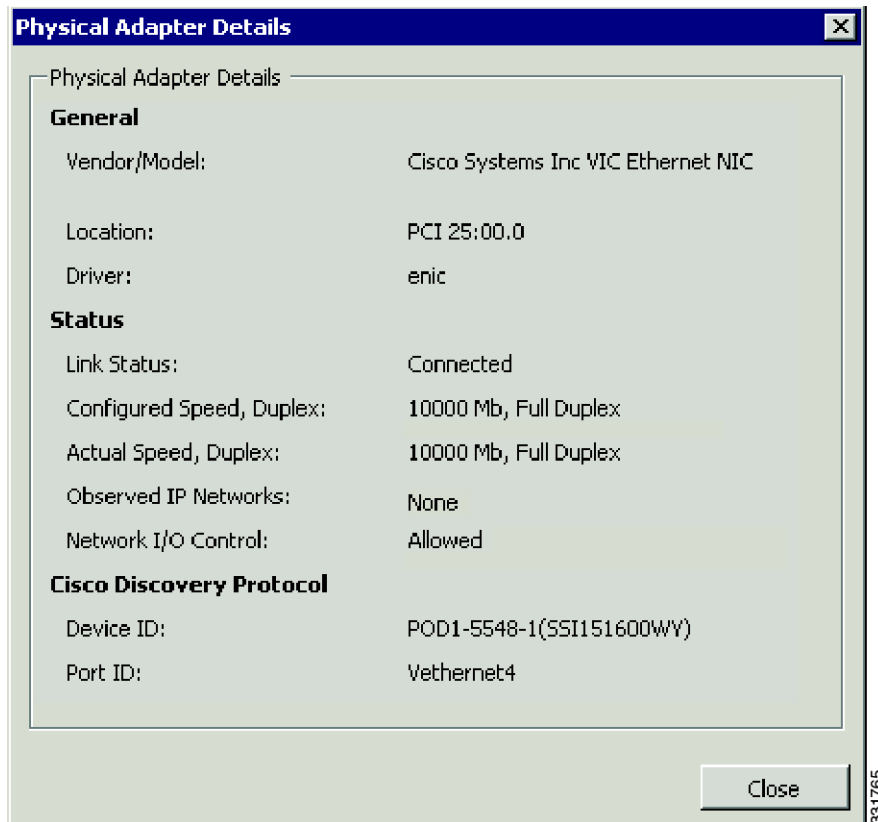 Physical Adapter Details
Physical Adapter Details
General
Vendor/Model: Cisco Systems Inc VIC Ethernet NIC
Location: PCI 25:00.0
Driver: enic
Status
Link Status: Connected
Configured Speed, Duplex: 10000 Mb, Full Duplex
Actual Speed, Duplex: 10000 Mb, Full Duplex
Observed IP Networks: None
Network I/O Control: Allowed
Cisco Discovery Protocol
Device ID: POD1-5548-1(SSI151600WY)
Port ID: Vethernet4
Close
331765